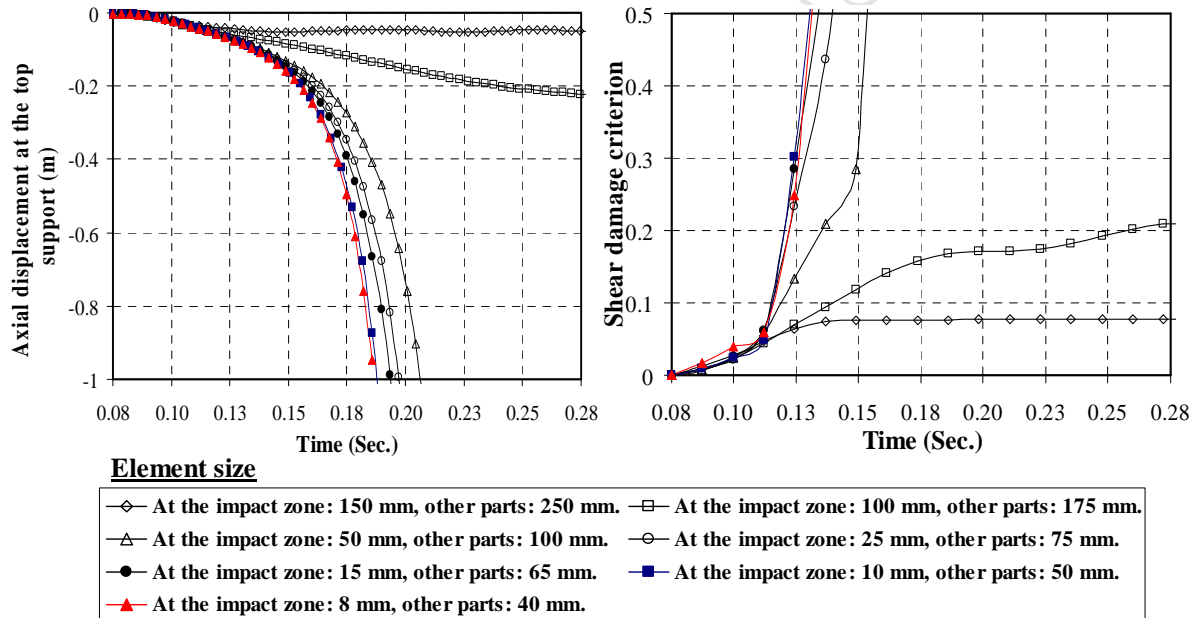 Axial displacement at the top
support (m)
0
-0.2
-0.4
-0.6
-0.8
-1
0.08 0.10 0.13 0.15 0.18 0.20 0.23 0.25 0.28
Time (Sec.)
Shear damage criterion
0.5
0.4
0.3
0.2
0.1
0
0.08 0.10 0.13 0.15 0.18 0.20 0.23 0.25 0.28
Time (Sec.)
Element size
At the impact zone: 150 mm, other parts: 250 mm.
At the impact zone: 100 mm, other parts: 175 mm.
At the impact zone: 50 mm, other parts: 100 mm.
At the impact zone: 25 mm, other parts: 75 mm.
At the impact zone: 15 mm, other parts: 65 mm.
At the impact zone: 10 mm, other parts: 50 mm.
At the impact zone: 8 mm, other parts: 40 mm.